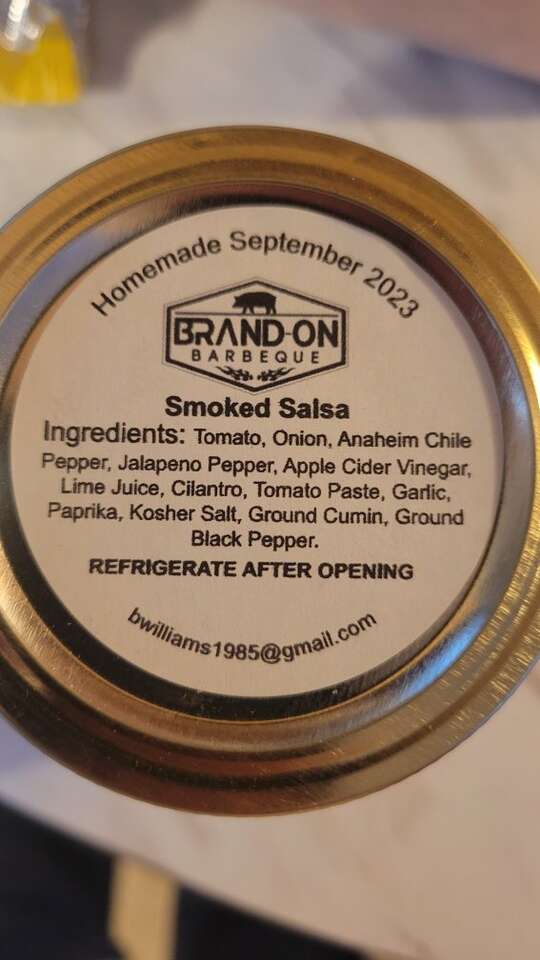 Homemade September 2023
BRAND-ON
BARBEQUE
Smoked Salsa
Ingredients: Tomato, Onion, Anaheim Chile
Pepper, Jalapeno Pepper, Apple Cider Vinegar,
Lime Juice, Cilantro, Tomato Paste, Garlic,
Paprika, Kosher Salt, Ground Cumin, Ground
Black Pepper.
REFRIGERATE AFTER OPENING
bwilliams1985@gmail.com